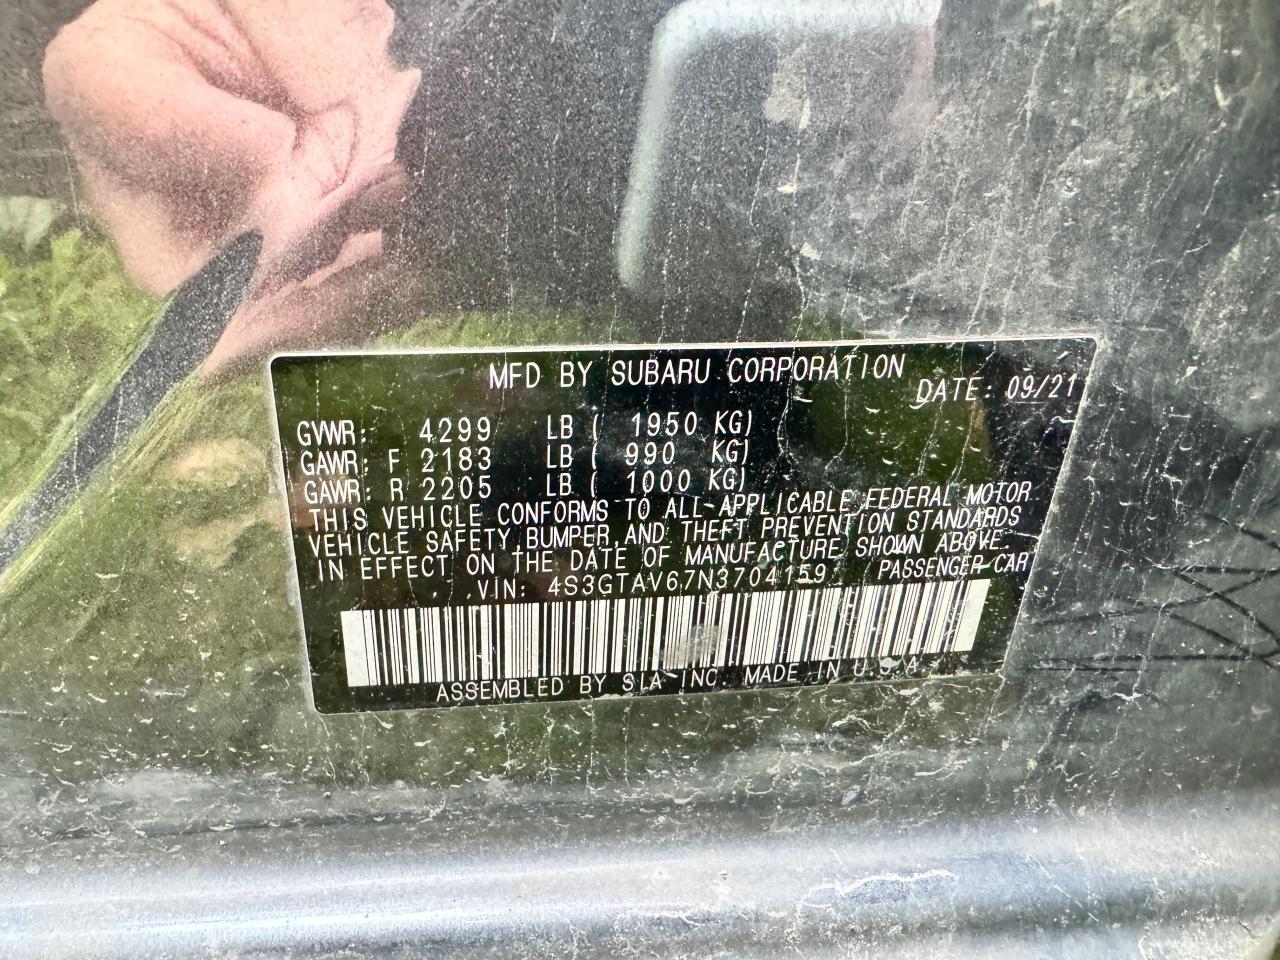 MFD BY SUBARU CORPORATION DATE: 09/21
GVWR: 4299 LB ( 1950 KG)
GAWR: F 2183 LB ( 990 KG)
GAWR: R 2205 LB ( 1000 KG)
THIS VEHICLE CONFORMS TO ALL APPLICABLE FEDERAL MOTOR
VEHICLE SAFETY BUMPER, AND THEFT PREVENTION STANDARDS
IN EFFECT ON THE DATE OF MANUFACTURE SHOWN ABOVE.
VIN: 4S3GTAV67N3704159 PASSENGER CAR
ASSEMBLED BY SIA INC. MADE IN U.S.A.